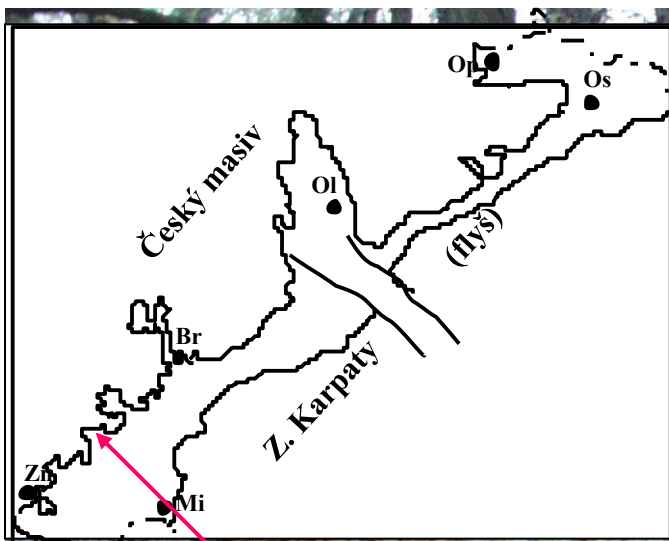 Op
Os
Český masiv
Ol
(flyš)
Br
Z. Karpaty
Zn
Mi